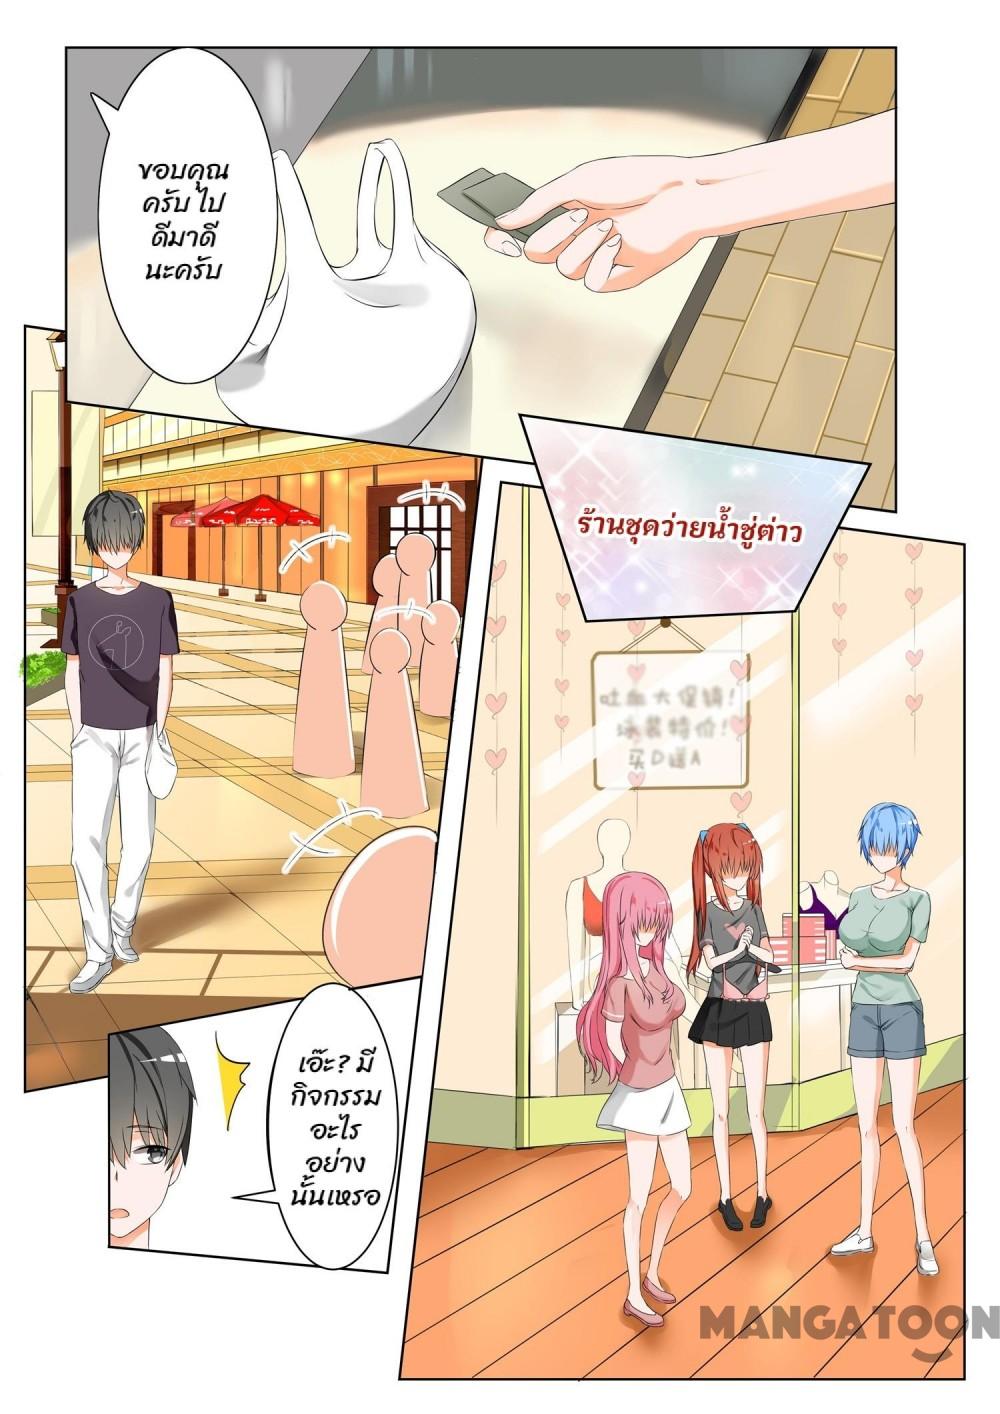 ขอบคุณ
ครับ ไป
ดีมาดี
นะครับ
ร้านชุดว่ายน้ำชู่ต่าว
吐血大促销!
泳装特价!
买D送A
เอ๊ะ? มี
กิจกรรม
อะไร
อย่าง
นั้นเหรอ
MANGATOON